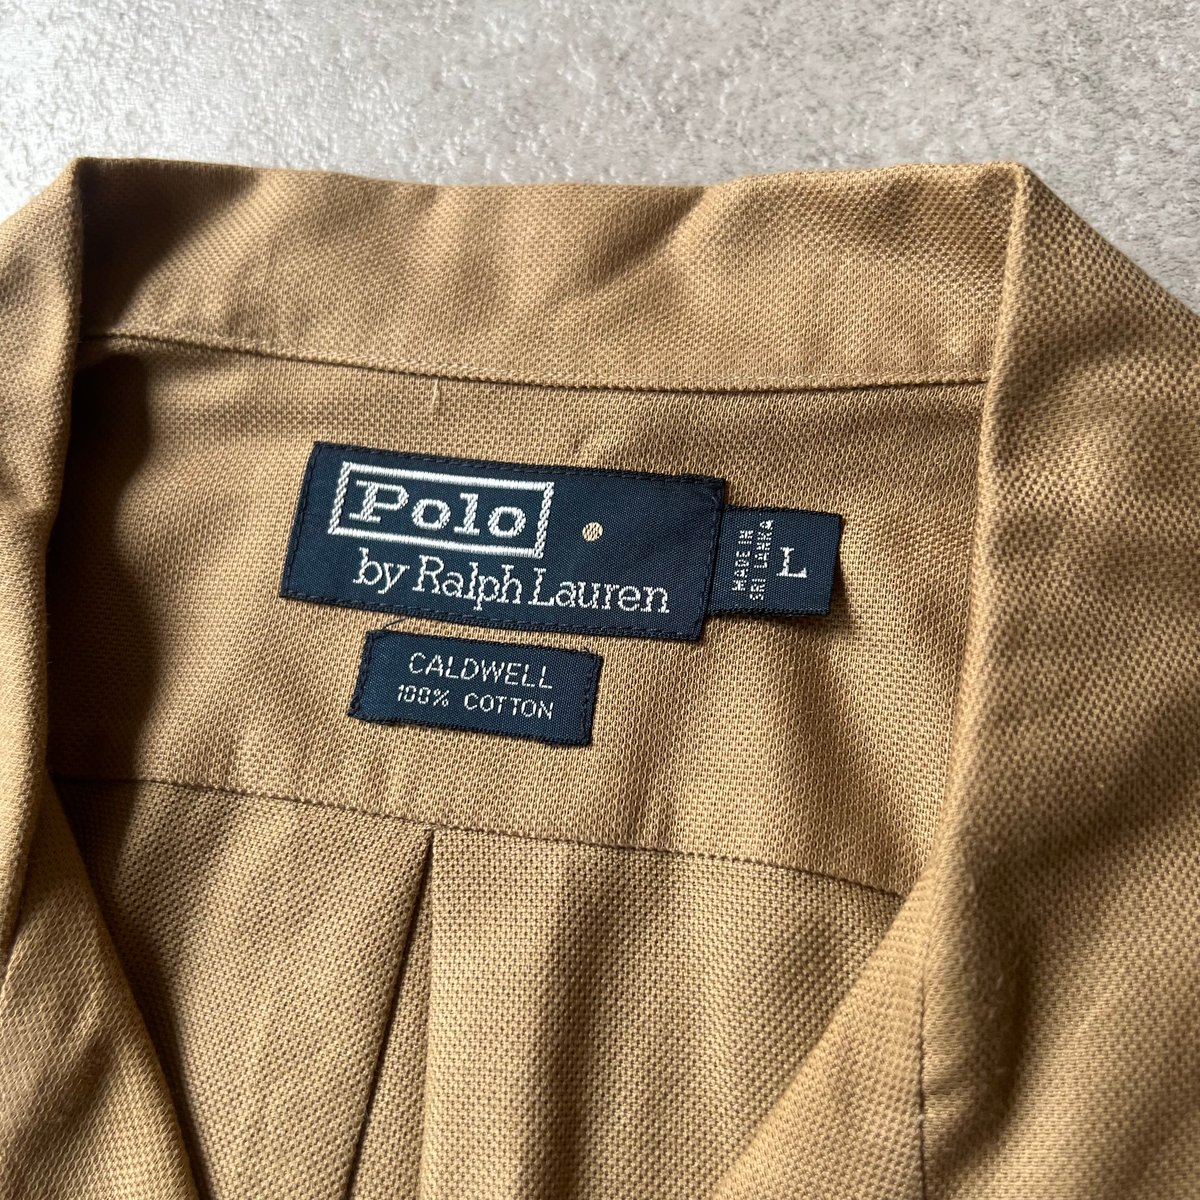 Polo
by Ralph Lauren
MADE IN
SRI LANKA
L
CALDWELL
100% COTTON